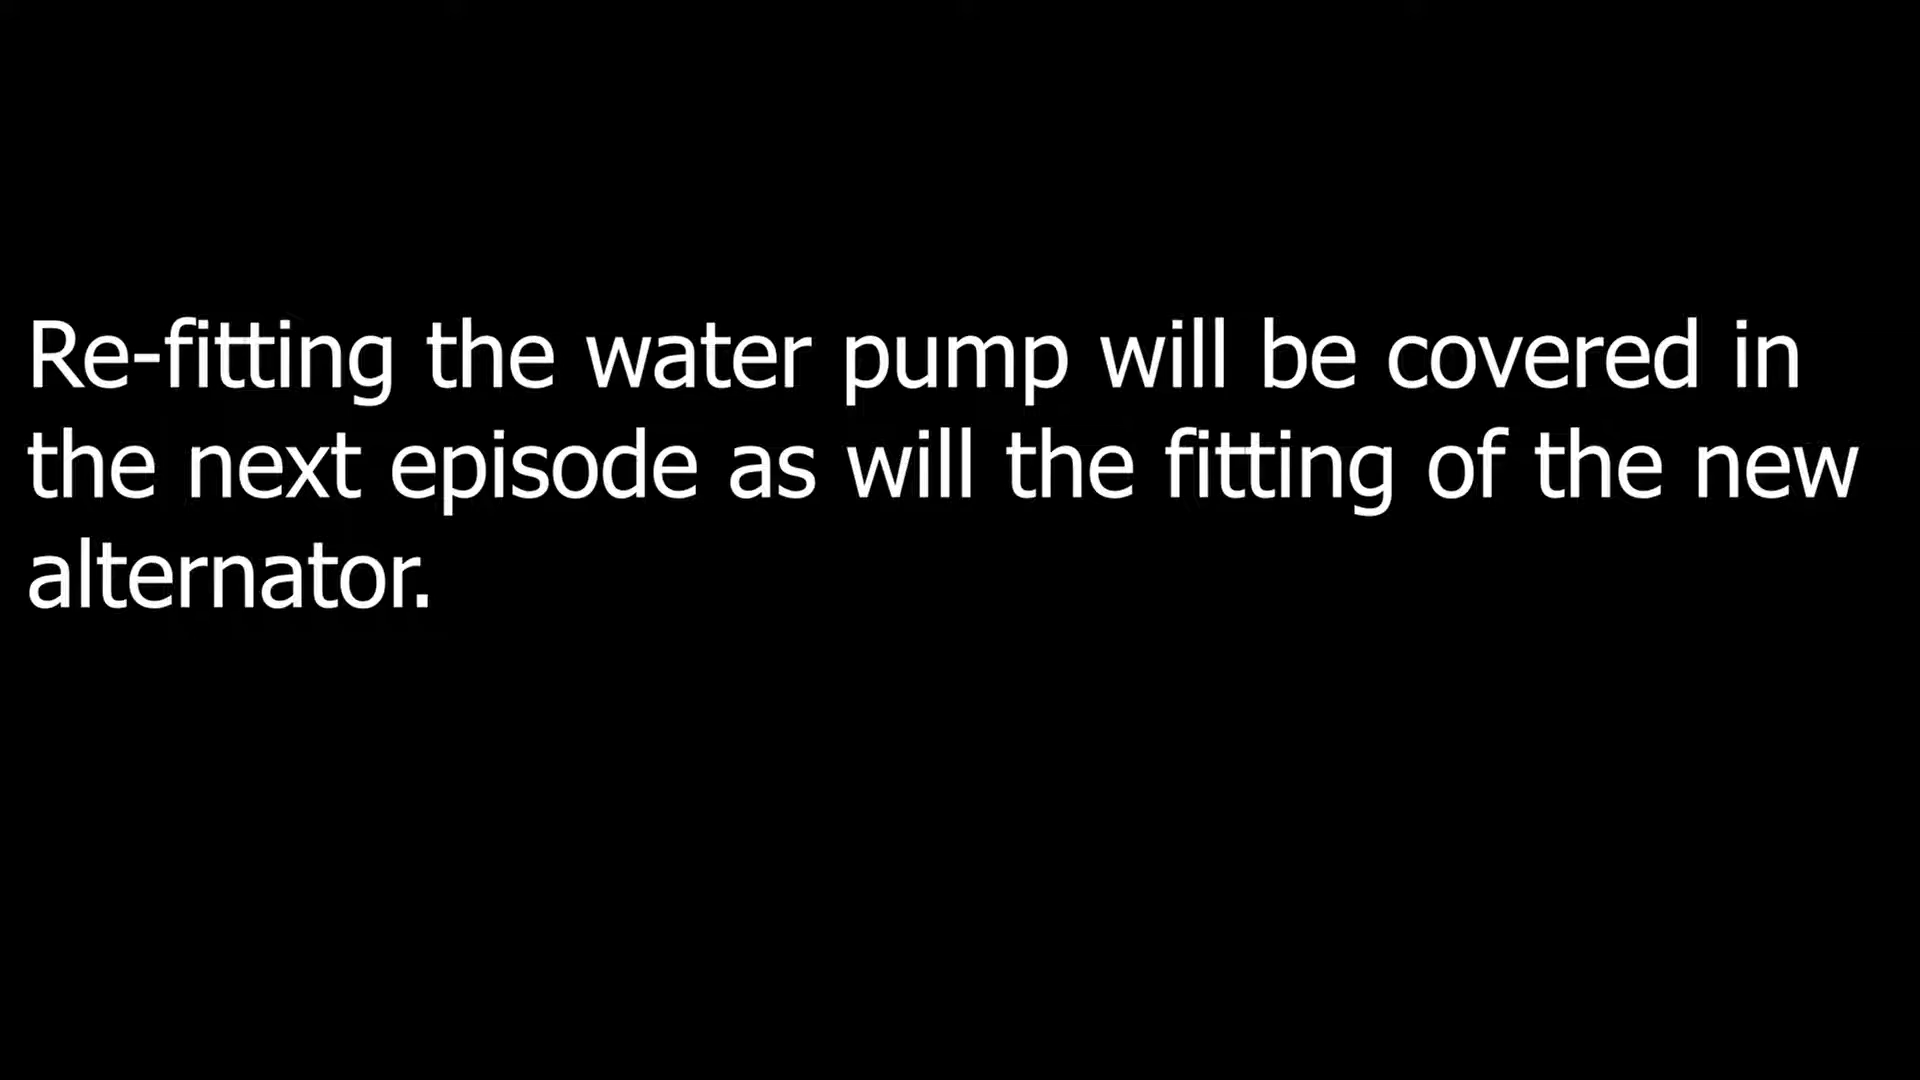 Re-fitting the water pump will be covered in
the next episode as will the fitting of the new
alternator.